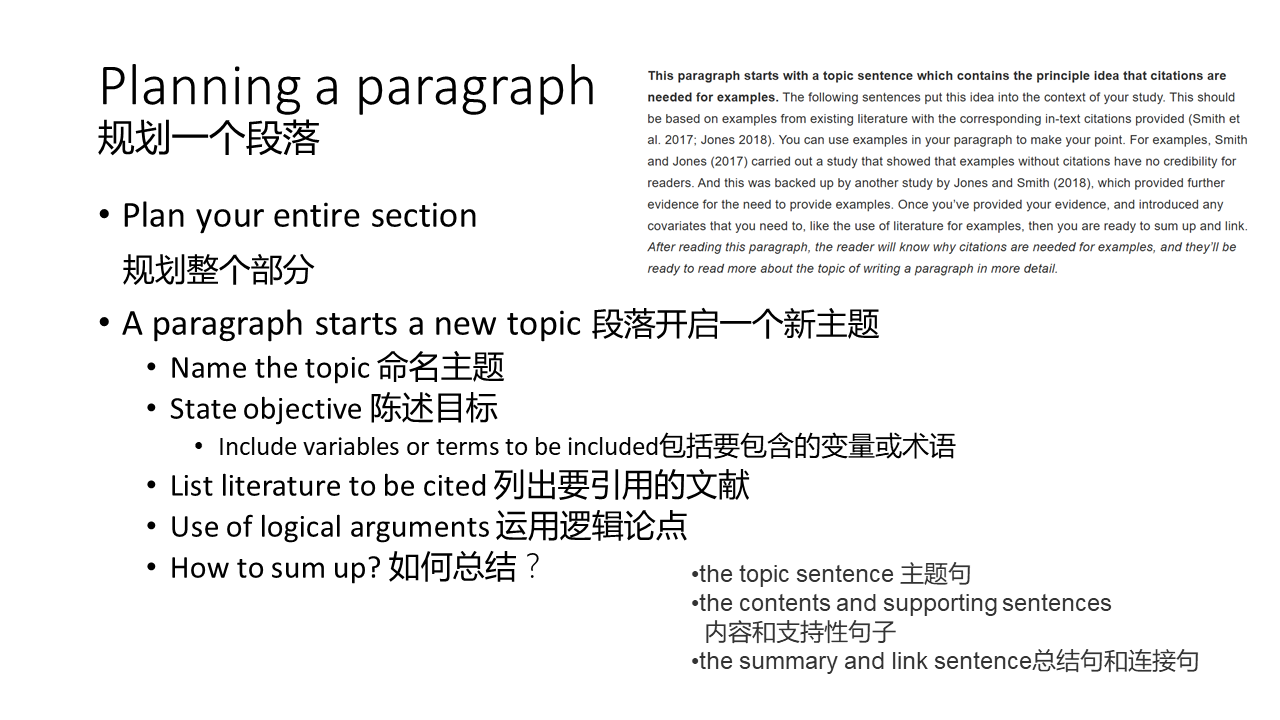 Planning a paragraph
规划一个段落
• Plan your entire section
规划整个部分
• A paragraph starts a new topic 段落开启一个新主题
• Name the topic 命名主题
• State objective 陈述目标
• Include variables or terms to be included包括要包含的变量或术语
• List literature to be cited 列出要引用的文献
• Use of logical arguments 运用逻辑论点
• How to sum up? 如何总结？
This paragraph starts with a topic sentence which contains the principle idea that citations are
needed for examples. The following sentences put this idea into the context of your study. This should
be based on examples from existing literature with the corresponding in-text citations provided (Smith et
al. 2017; Jones 2018). You can use examples in your paragraph to make your point. For examples, Smith
and Jones (2017) carried out a study that showed that examples without citations have no credibility for
readers. And this was backed up by another study by Jones and Smith (2018), which provided further
evidence for the need to provide examples. Once you've provided your evidence, and introduced any
covariates that you need to, like the use of literature for examples, then you are ready to sum up and link.
After reading this paragraph, the reader will know why citations are needed for examples, and they'll be
ready to read more about the topic of writing a paragraph in more detail.
•the topic sentence 主题句
•the contents and supporting sentences
内容和支持性句子
•the summary and link sentence总结句和连接句